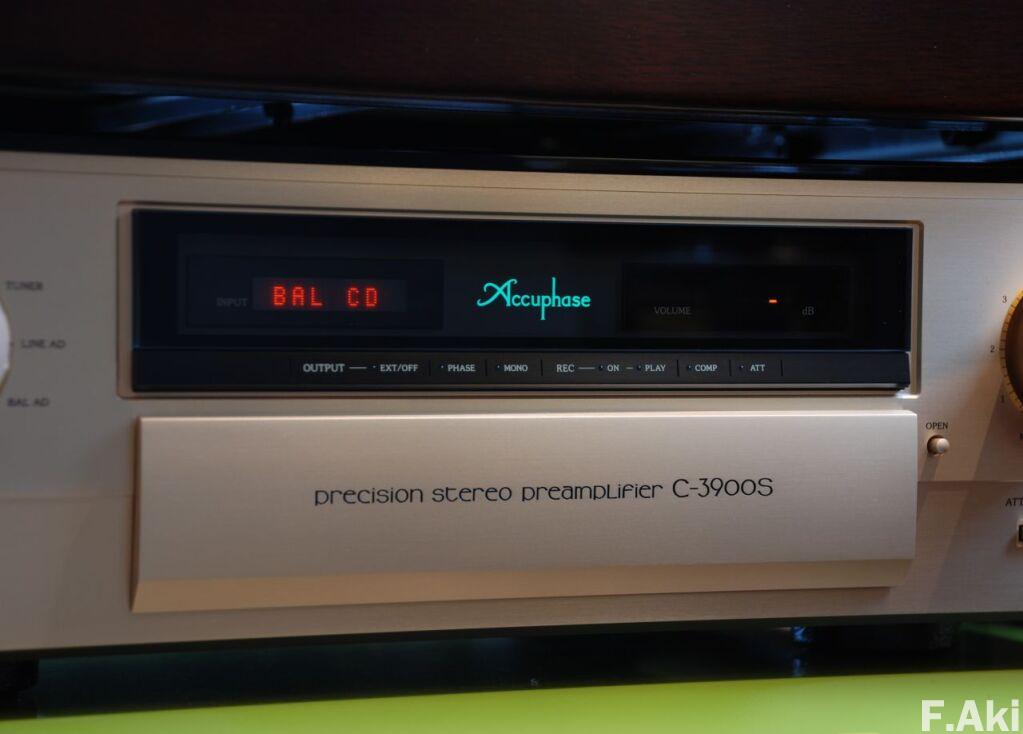 TUNER
LINE AD
BAL AD
INPUT BAL CD
Accuphase
VOLUME - dB
OUTPUT EXT/OFF PHASE MONO REC ON PLAY COMP ATT
precision stereo preamplifier C-3900S
OPEN
3
2
1
ATT
F.Aki